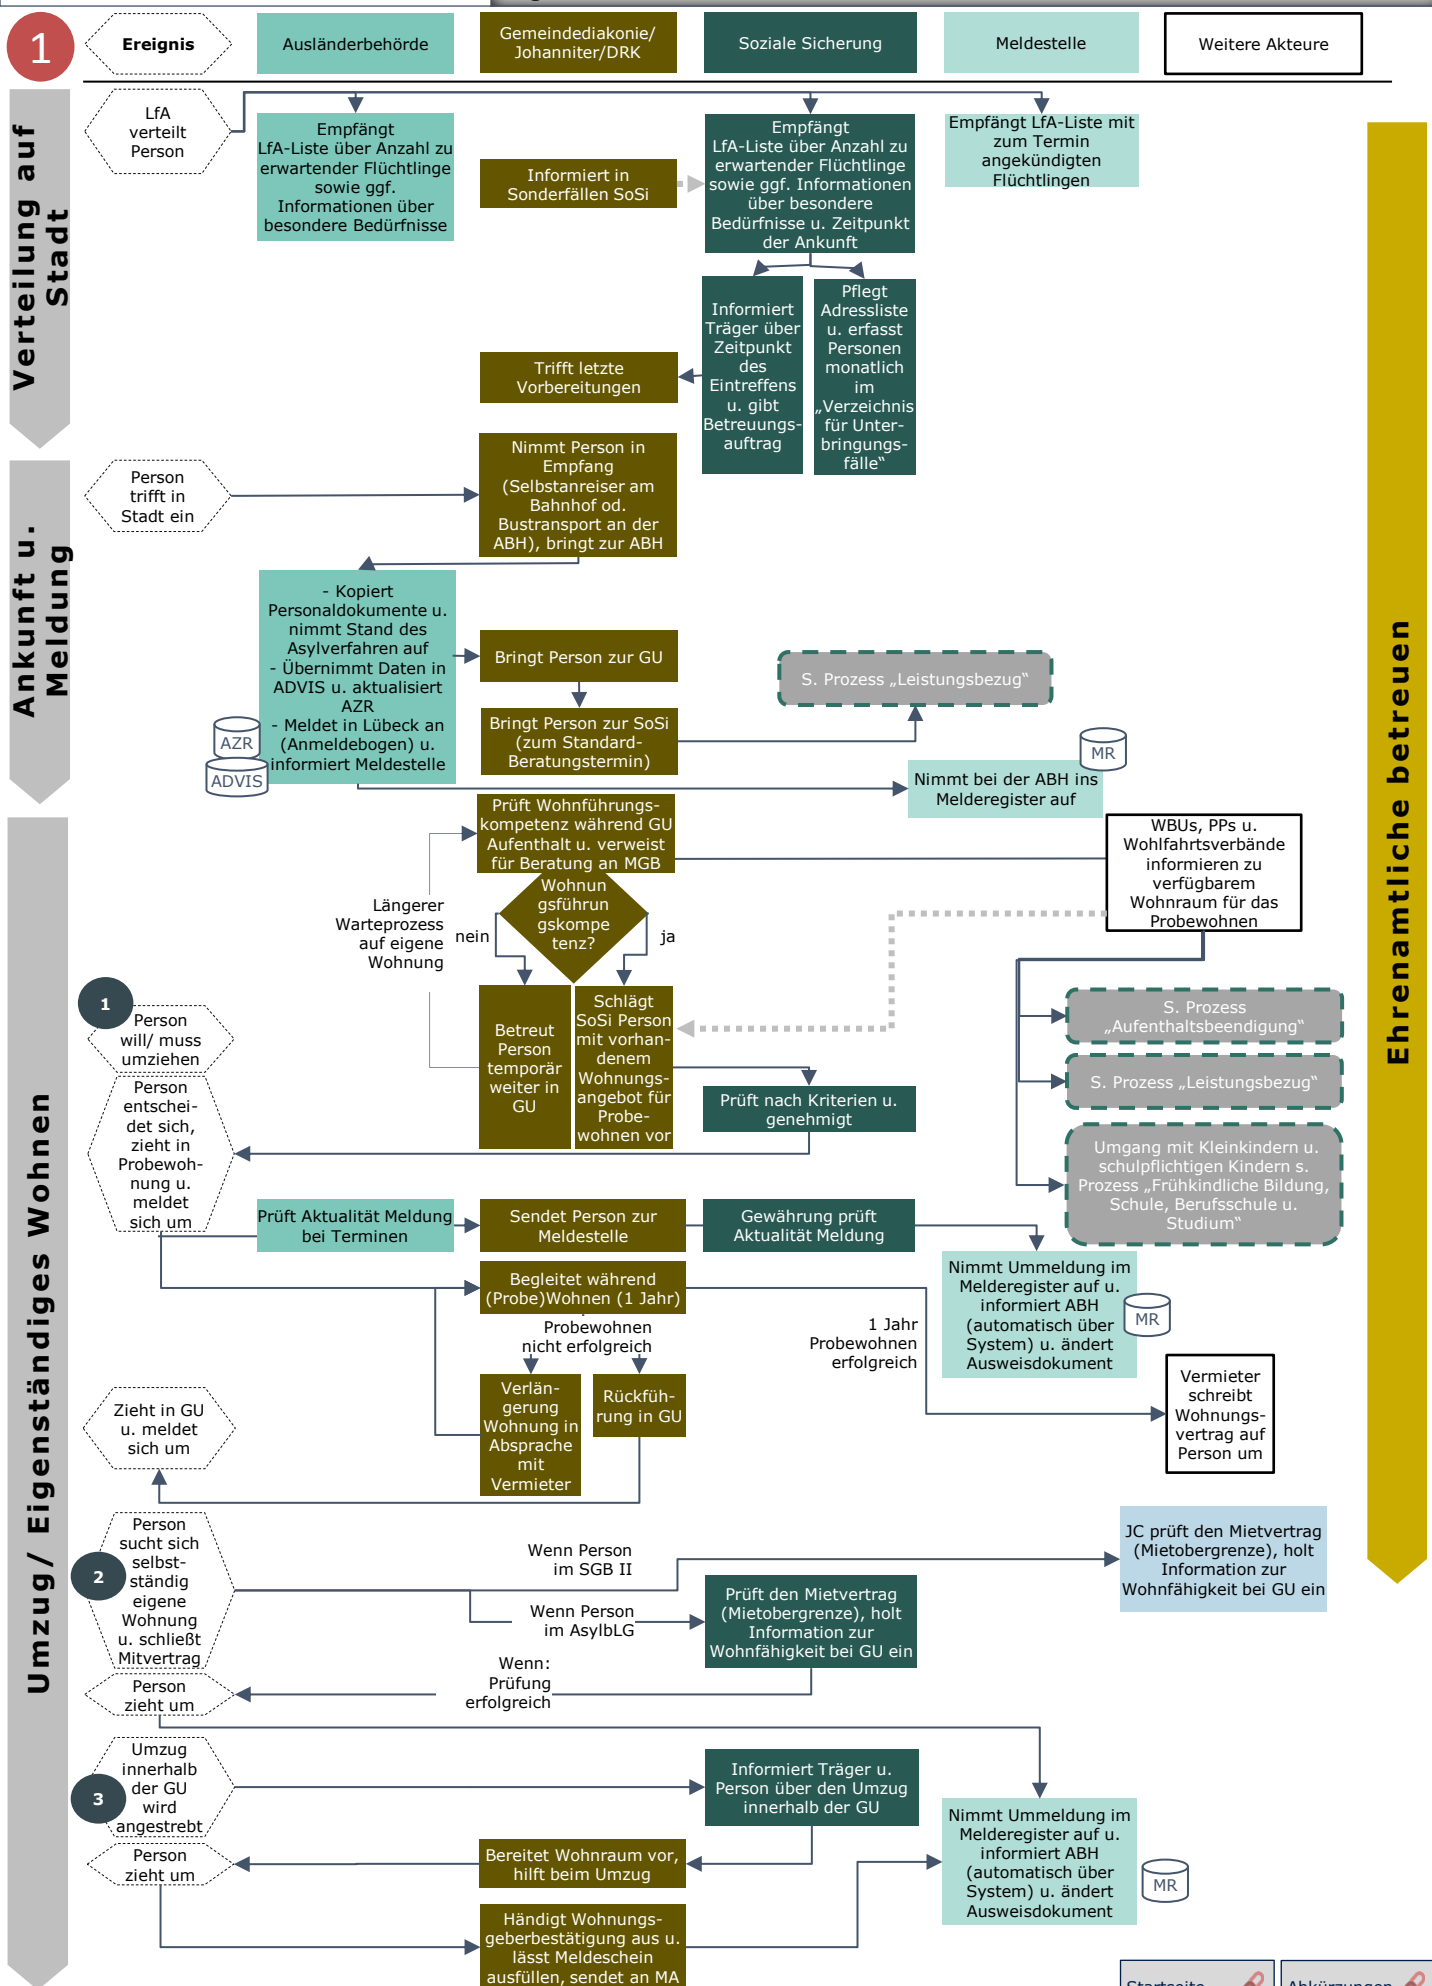 1
Ereignis
Ausländerbehörde
Gemeindediakonie/
Johanniter/DRK
Soziale Sicherung
Meldestelle
Weitere Akteure
Verteilung auf
Stadt
LfA
verteilt
Person
Empfängt
LfA-Liste über Anzahl zu
erwartender Flüchtlinge
sowie ggf.
Informationen über
besondere Bedürfnisse
Informiert in
Sonderfällen SoSi
Empfängt
LfA-Liste über Anzahl zu
erwartender Flüchtlinge
sowie ggf. Informationen
über besondere
Bedürfnisse u. Zeitpunkt
der Ankunft
Empfängt LfA-Liste mit
zum Termin
angekündigten
Flüchtlingen
Informiert
Träger über
Zeitpunkt
des
Eintreffens
u. gibt
Betreuungs-
auftrag
Pflegt
Adressliste
u. erfasst
Personen
monatlich
im
„Verzeichnis
für Unter-
bringungs-
fälle“
Trifft letzte
Vorbereitungen
Ehrenamtliche betreuen
Ankunft u.
Meldung
Person
trifft in
Stadt ein
Nimmt Person in
Empfang
(Selbstanreiser am
Bahnhof od.
Bustransport an der
ABH), bringt zur ABH
- Kopiert
Personaldokumente u.
nimmt Stand des
Asylverfahren auf
- Übernimmt Daten in
ADVIS u. aktualisiert
AZR
- Meldet in Lübeck an
(Anmeldebogen) u.
informiert Meldestelle
AZR
ADVIS
Bringt Person zur GU
Bringt Person zur SoSi
(zum Standard-
Beratungstermin)
S. Prozess „Leistungsbezug“
MR
Nimmt bei der ABH ins
Melderegister auf
Umzug/ Eigenständiges Wohnen
Prüft Wohnführungs-
kompetenz während GU
Aufenthalt u. verweist
für Beratung an MGB
Wohnun
gsführun
gskompe
tenz?
nein
ja
Längerer
Warteprozess
auf eigene
Wohnung
WBUs, PPs u.
Wohlfahrtsverbände
informieren zu
verfügbarem
Wohnraum für das
Probewohnen
1
Person
will/ muss
umziehen
Betreut
Person
temporär
weiter in
GU
Schlägt
SoSi Person
mit vorhan-
denem
Wohnungs-
angebot für
Probe-
wohnen vor
Prüft nach Kriterien u.
genehmigt
S. Prozess
„Aufenthaltsbeendigung“
S. Prozess „Leistungsbezug“
Umgang mit Kleinkindern u.
schulpflichtigen Kindern s.
Prozess „Frühkindliche Bildung,
Schule, Berufsschule u.
Studium“
Person
entschei-
det sich,
zieht in
Probewoh-
nung u.
meldet
sich um
Prüft Aktualität Meldung
bei Terminen
Sendet Person zur
Meldestelle
Gewährung prüft
Aktualität Meldung
Nimmt Ummeldung im
Melderegister auf u.
informiert ABH
(automatisch über
System) u. ändert
Ausweisdokument
MR
Begleitet während
(Probe)Wohnen (1 Jahr)
Probewohnen
nicht erfolgreich
1 Jahr
Probewohnen
erfolgreich
Verlän-
gerung
Wohnung in
Absprache
mit
Vermieter
Rückfüh-
rung in GU
Vermieter
schreibt
Wohnungs-
vertrag auf
Person um
Zieht in GU
u. meldet
sich um
2
Person
sucht sich
selbst-
ständig
eigene
Wohnung
u. schließt
Mitvertrag
Wenn Person
im SGB II
Wenn Person
im AsylbLG
Prüft den Mietvertrag
(Mietobergrenze), holt
Information zur
Wohnfähigkeit bei GU ein
JC prüft den Mietvertrag
(Mietobergrenze), holt
Information zur
Wohnfähigkeit bei GU ein
Wenn:
Prüfung
erfolgreich
Person
zieht um
3
Umzug
innerhalb
der GU
wird
angestrebt
Informiert Träger u.
Person über den Umzug
innerhalb der GU
Nimmt Ummeldung im
Melderegister auf u.
informiert ABH
(automatisch über
System) u. ändert
Ausweisdokument
MR
Person
zieht um
Bereitet Wohnraum vor,
hilft beim Umzug
Händigt Wohnungs-
geberbestätigung aus u.
lässt Meldeschein
ausfüllen, sendet an MA
Startseite
Abkürzungen